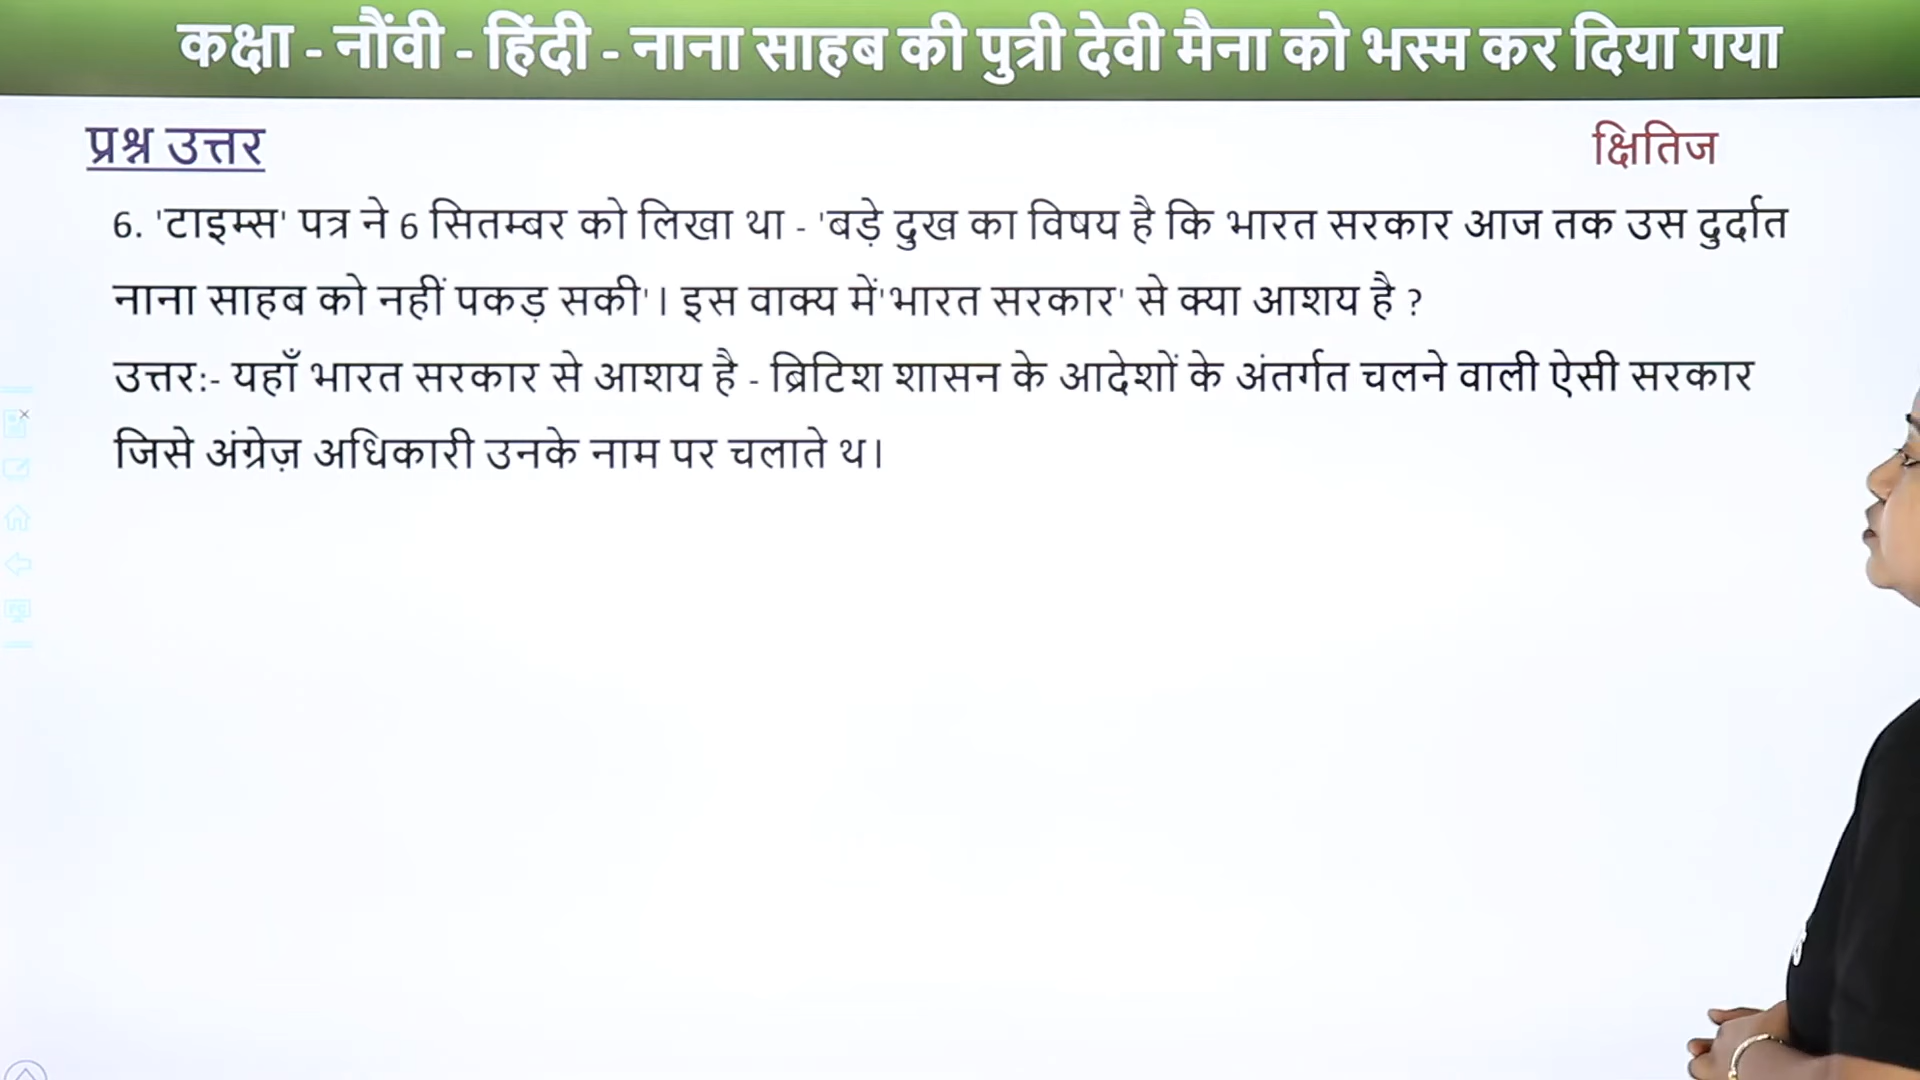 कक्षा - नौंवी - हिंदी - नाना साहब की पुत्री देवी मैना को भस्म कर दिया गया
प्रश्न उत्तर
क्षितिज
6. 'टाइम्स' पत्र ने 6 सितम्बर को लिखा था - 'बड़े दुख का विषय है कि भारत सरकार आज तक उस दुर्दात
नाना साहब को नहीं पकड़ सकी'। इस वाक्य में'भारत सरकार' से क्या आशय है ?
उत्तर:- यहाँ भारत सरकार से आशय है - ब्रिटिश शासन के आदेशों के अंतर्गत चलने वाली ऐसी सरकार
जिसे अंग्रेज़ अधिकारी उनके नाम पर चलाते थ।